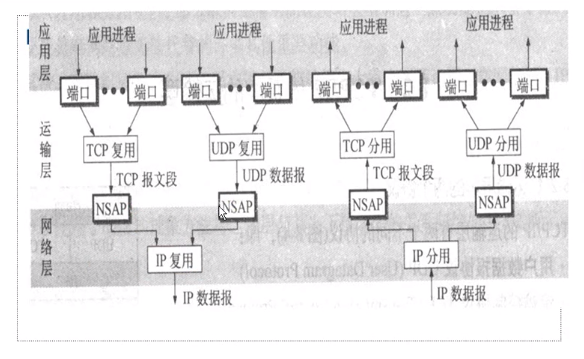 应用层
应用进程 应用进程 应用进程 应用进程
端口 端口 端口 端口 端口 端口 端口 端口
运输层
TCP 复用 UDP 复用 TCP 分用 UDP 分用
TCP 报文段 UDP 数据报 TCP 报文段 UDP 数据报
NSAP NSAP NSAP NSAP
网络层
IP 复用 IP 分用
IP 数据报 IP 数据报